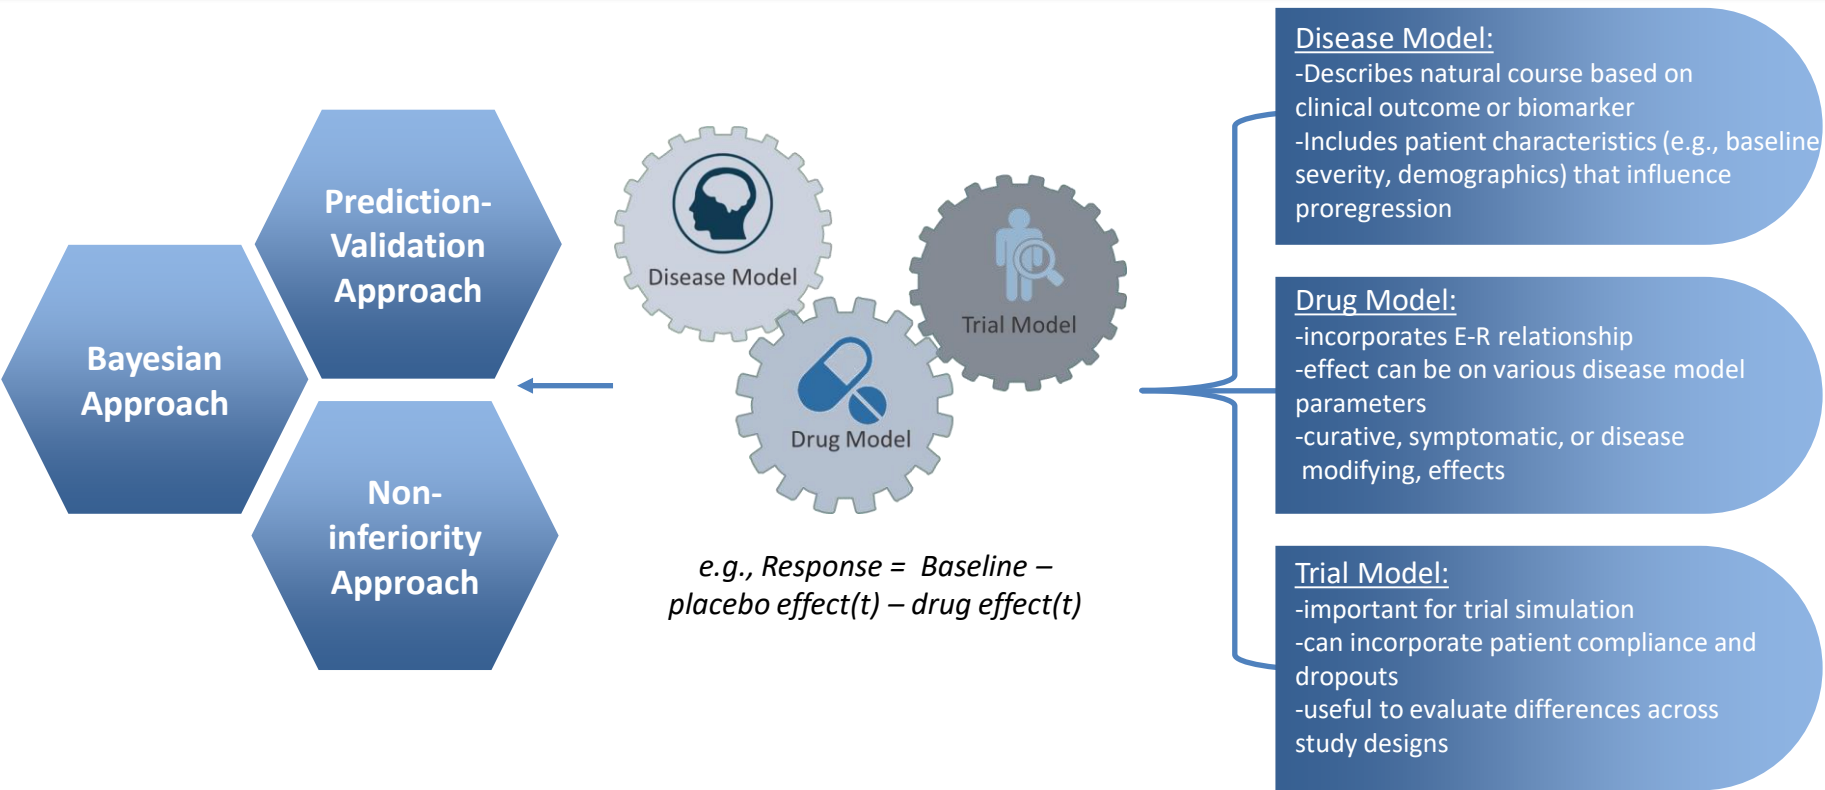 Prediction-
Validation
Approach
Bayesian
Approach
Non-
inferiority
Approach
Disease Model
Trial Model
Drug Model
e.g., Response =  Baseline –
placebo effect(t) – drug effect(t)
Disease Model:
-Describes natural course based on
clinical outcome or biomarker
-Includes patient characteristics (e.g., baseline
severity, demographics) that influence
proregression
Drug Model:
-incorporates E-R relationship
-effect can be on various disease model
parameters
-curative, symptomatic, or disease
modifying, effects
Trial Model:
-important for trial simulation
-can incorporate patient compliance and
dropouts
-useful to evaluate differences across
study designs